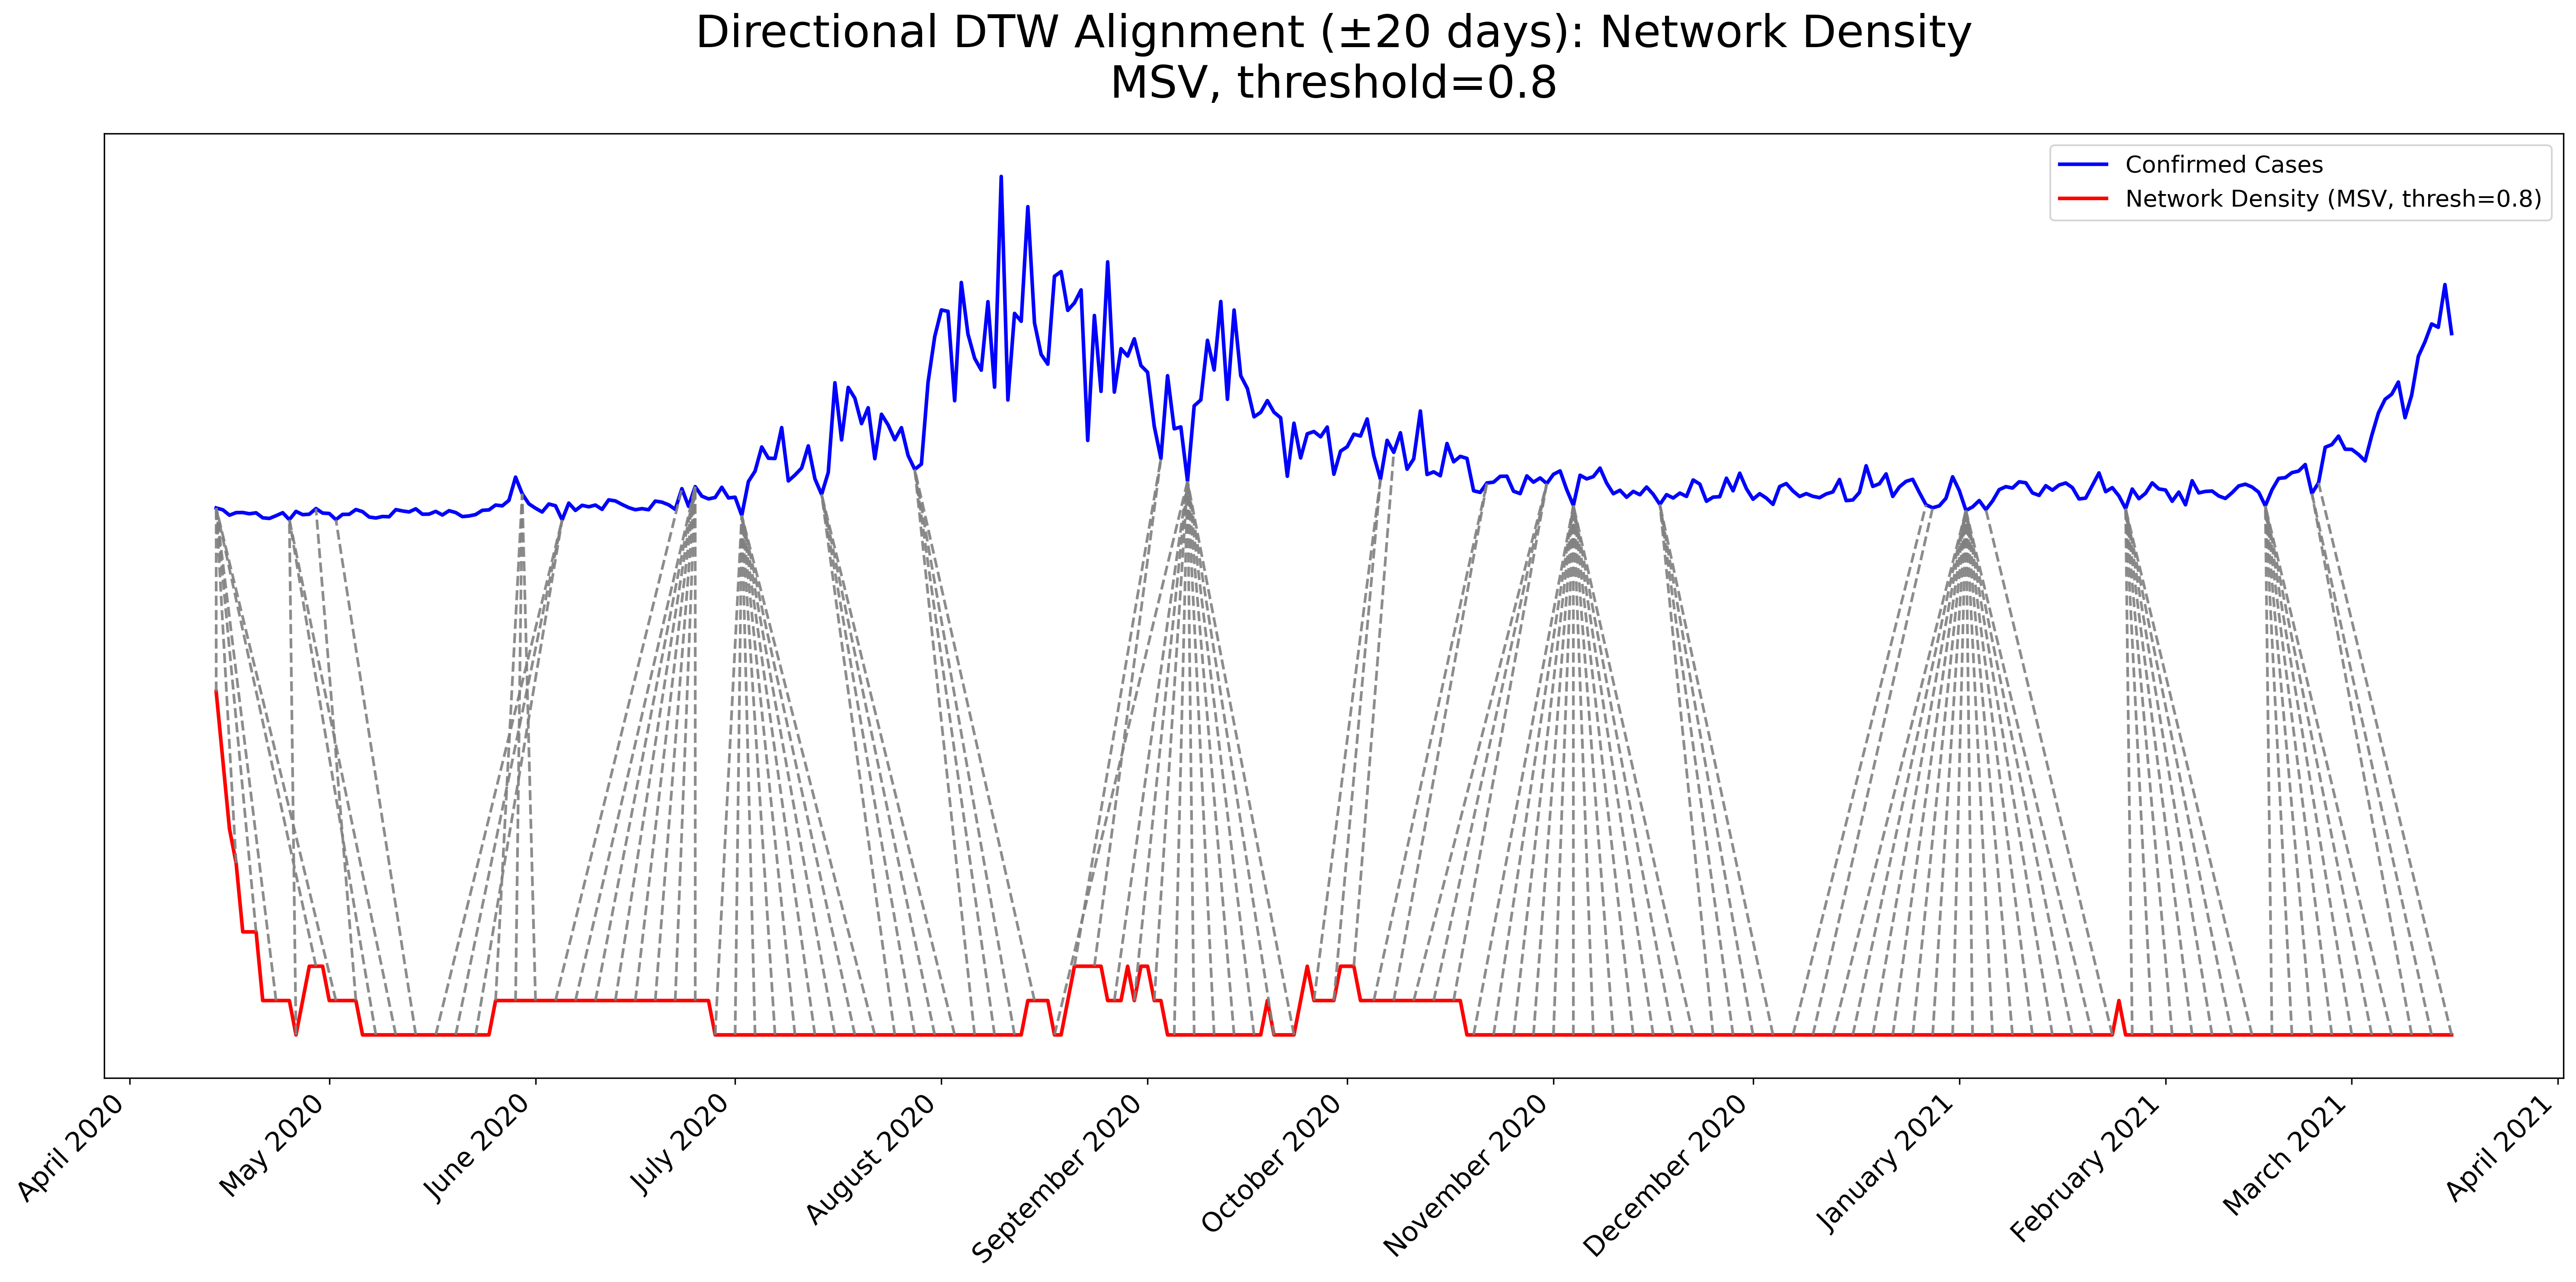 Directional DTW Alignment (±20 days): Network Density
MSV, threshold=0.8
Confirmed Cases
Network Density (MSV, thresh=0.8)
April 2020
May 2020
June 2020
July 2020
August 2020
September 2020
October 2020
November 2020
December 2020
January 2021
February 2021
March 2021
April 2021